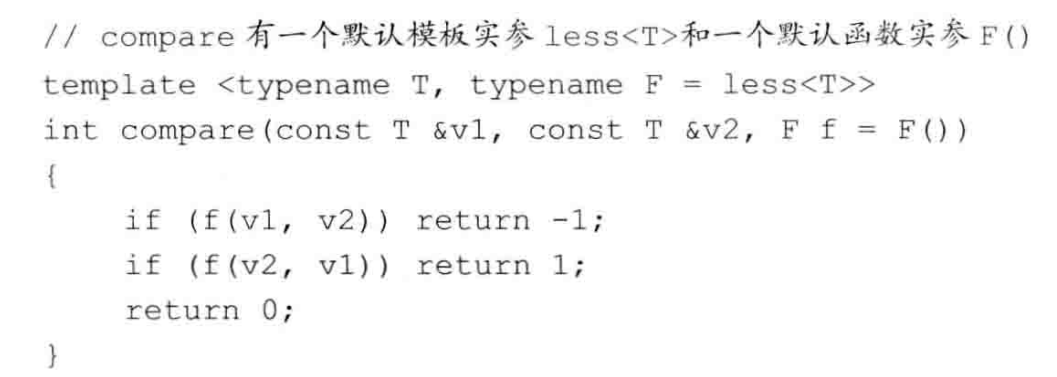 // compare 有一个默认模板实参 less<T>和一个默认函数实参 F()
template <typename T, typename F = less<T>>
int compare(const T &v1, const T &v2, F f = F())
{
    if (f(v1, v2)) return -1;
    if (f(v2, v1)) return 1;
    return 0;
}